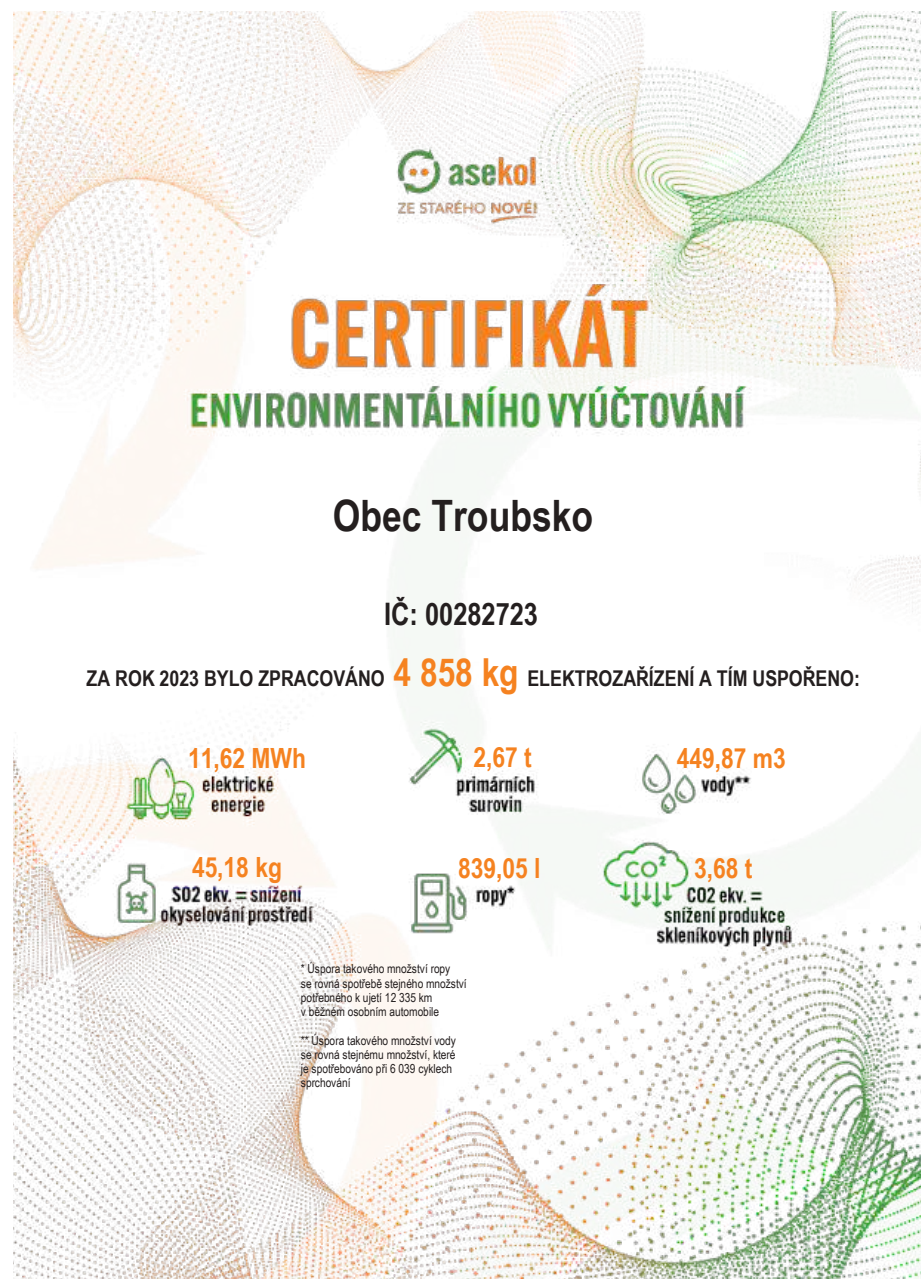 asekol
ZE STARÉHO NOVÉ!
CERTIFIKÁT
ENVIRONMENTÁLNÍHO VYÚČTOVÁNÍ
Obec Troubsko
IČ: 00282723
ZA ROK 2023 BYLO ZPRACOVÁNO 4 858 kg ELEKTROZAŘÍZENÍ A TÍM USPOŘENO:
11,62 MWh
elektrické
energie
2,67 t
primárních
surovin
449,87 m3
vody**
45,18 kg
SO2 ekv. = snížení
okyselování prostředí
839,05 l
ropy*
CO²
3,68 t
CO2 ekv. =
snížení produkce
skleníkových plynů
* Úspora takového množství ropy
se rovná spotřebě stejného množství
potřebného k ujetí 12 335 km
v běžném osobním automobile
** Úspora takového množství vody
se rovná stejnému množství, které
je spotřebováno při 6 039 cyklech
sprchování